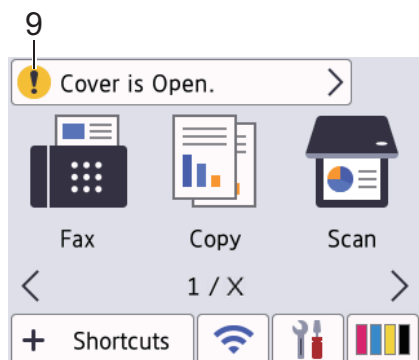 9
! Cover is Open. >
Fax Copy Scan
< 1 / X >
+ Shortcuts